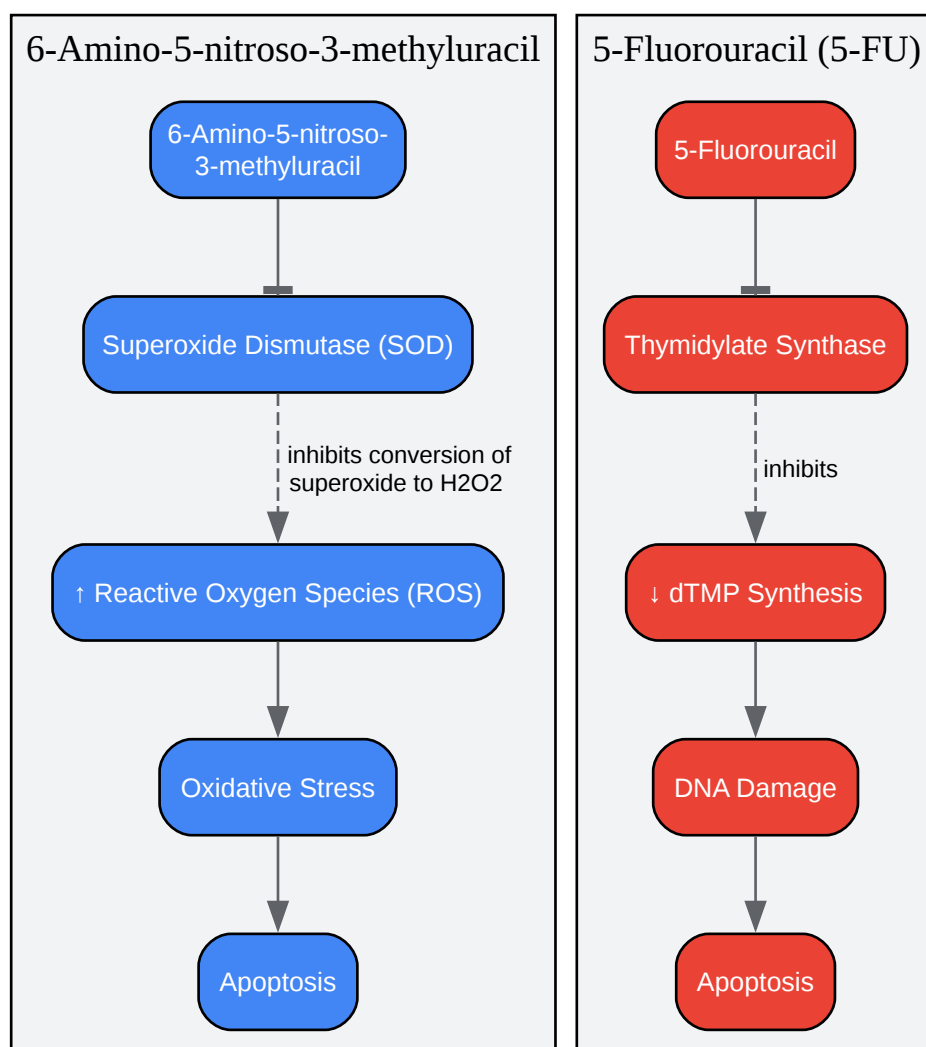 6-Amino-5-nitroso-3-methyluracil
6-Amino-5-nitroso-
3-methyluracil
Superoxide Dismutase (SOD)
inhibits conversion of
superoxide to H2O2
↑ Reactive Oxygen Species (ROS)
Oxidative Stress
Apoptosis
5-Fluorouracil (5-FU)
5-Fluorouracil
Thymidylate Synthase
inhibits
↓ dTMP Synthesis
DNA Damage
Apoptosis